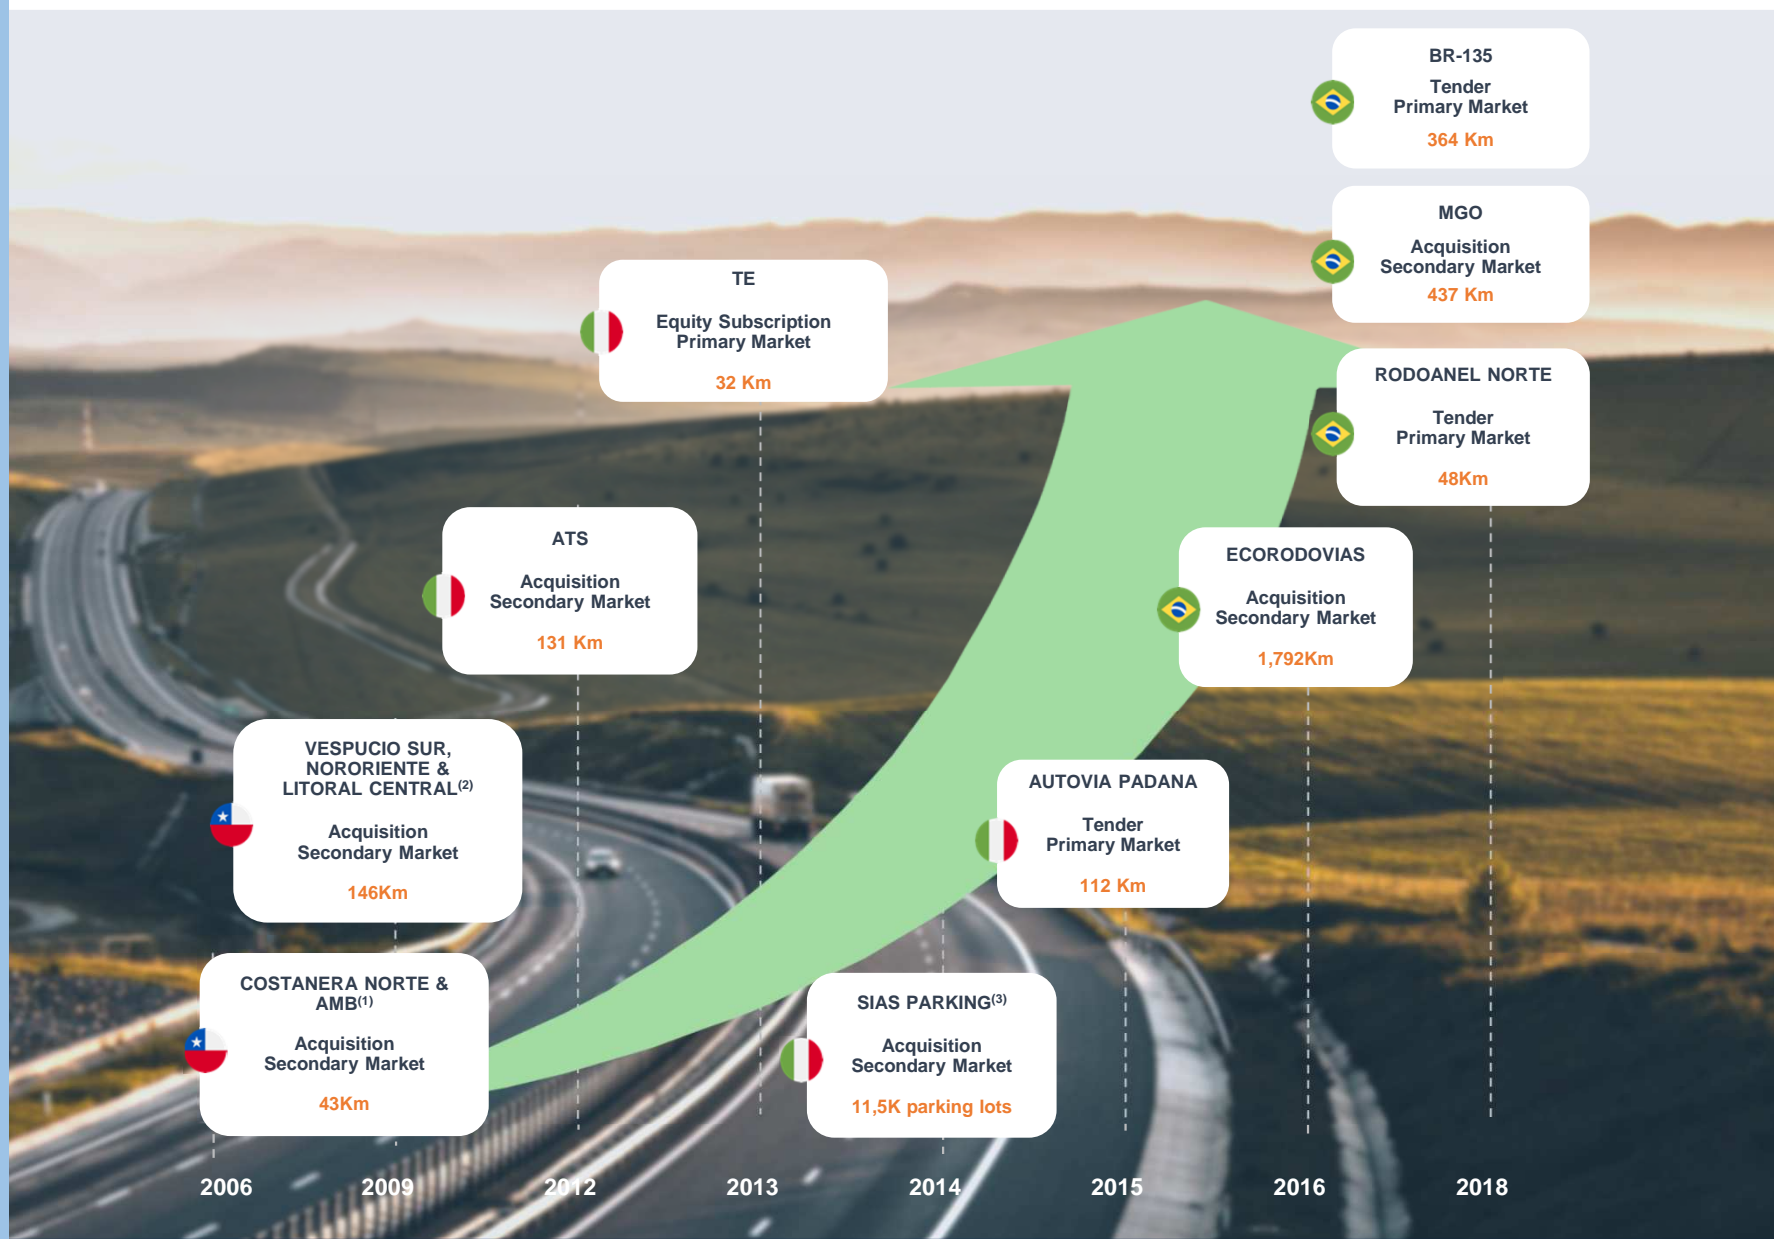 BR-135
Tender
Primary Market
364 Km
MGO
Acquisition
Secondary Market
437 Km
TE
Equity Subscription
Primary Market
32 Km
RODOANEL NORTE
Tender
Primary Market
48Km
ATS
Acquisition
Secondary Market
131 Km
ECORODOVIAS
Acquisition
Secondary Market
1,792Km
VESPUCIO SUR,
NORORIENTE &
LITORAL CENTRAL(2)
Acquisition
Secondary Market
146Km
AUTOVIA PADANA
Tender
Primary Market
112 Km
COSTANERA NORTE &
AMB(1)
Acquisition
Secondary Market
43Km
SIAS PARKING(3)
Acquisition
Secondary Market
11,5K parking lots
2006 2009 2012 2013 2014 2015 2016 2018